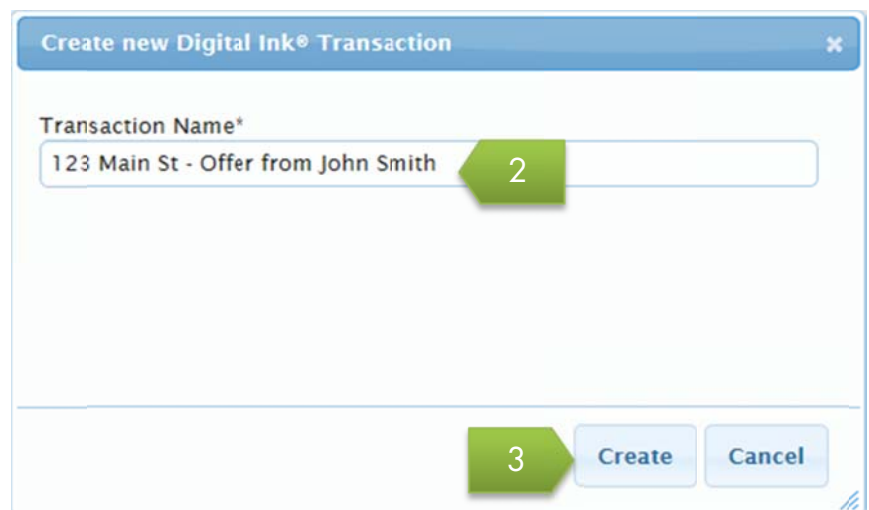 Create new Digital Ink® Transaction ×
Transaction Name*
123 Main St - Offer from John Smith
2
3
Create
Cancel